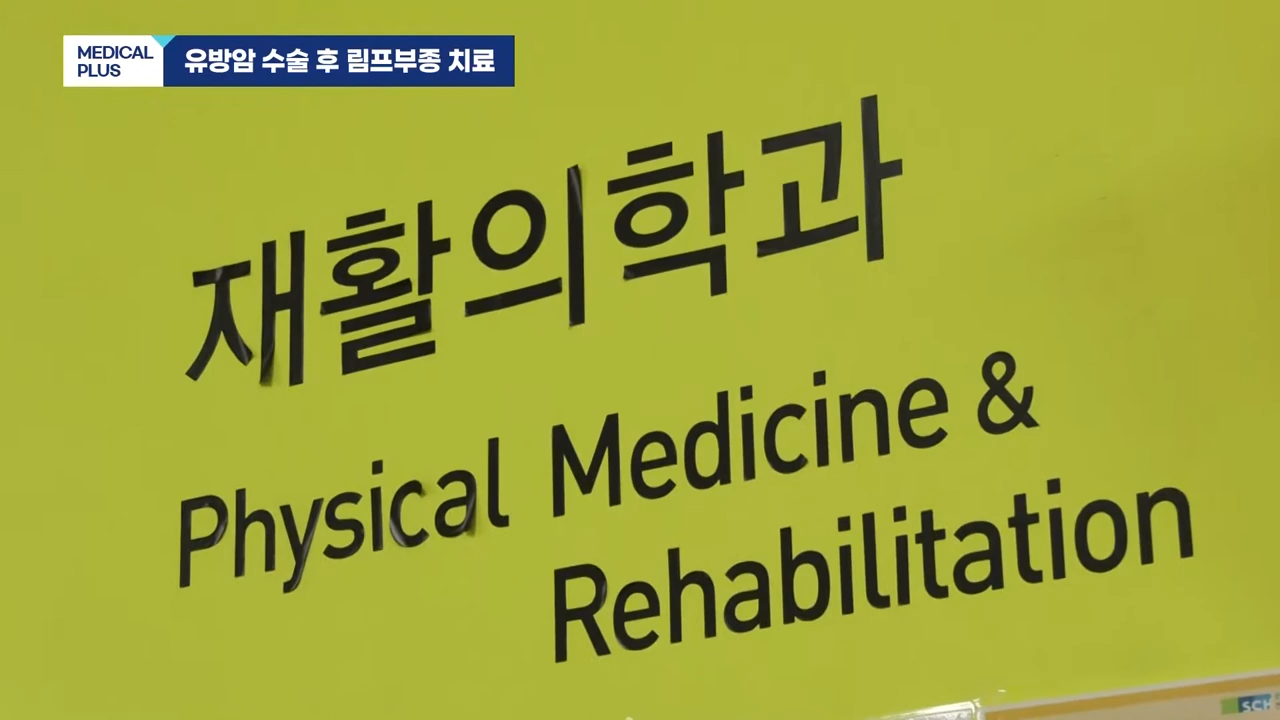 MEDICAL
PLUS
유방암 수술 후 림프부종 치료
재활의학과
Physical Medicine &
Rehabilitation
SCH